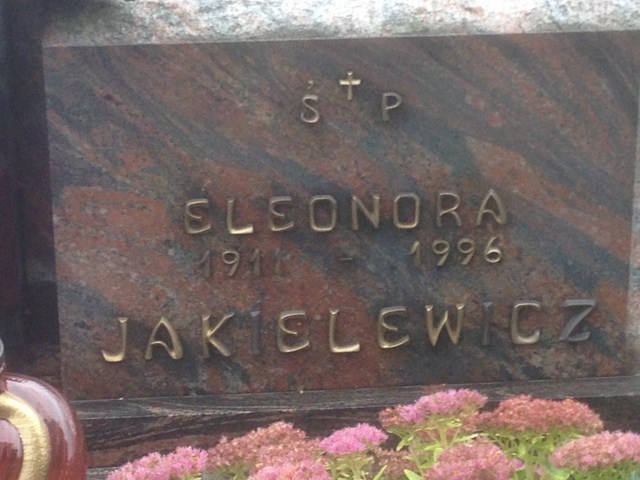 Ś † P
ELEONORA
1911 - 1996
JAKIELEWICZ